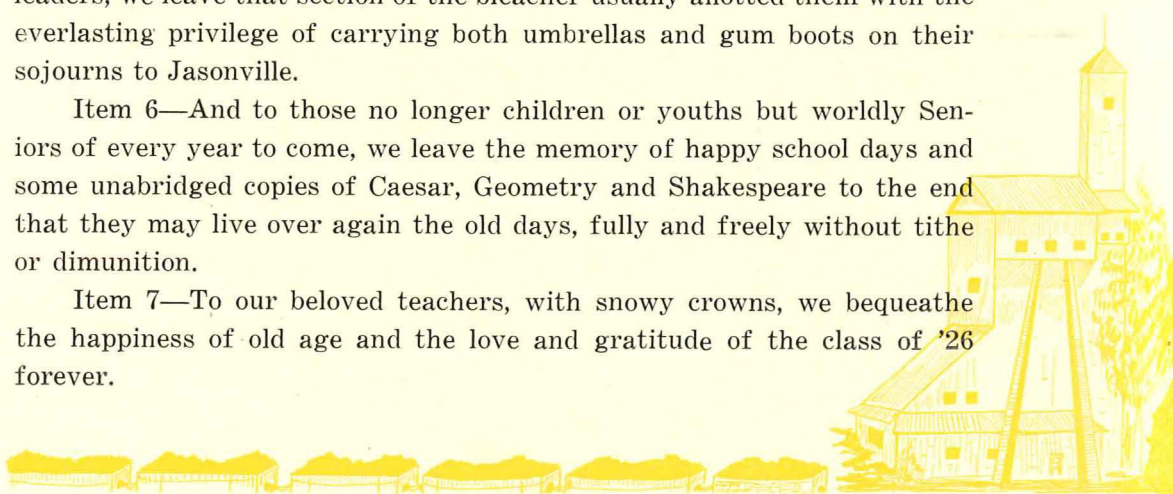 leaders, we leave that section of the bleacher usually allotted them with the
everlasting privilege of carrying both umbrellas and gum boots on their
sojourns to Jasonville.
Item 6—And to those no longer children or youths but worldly Sen-
iors of every year to come, we leave the memory of happy school days and
some unabridged copies of Caesar, Geometry and Shakespeare to the end
that they may live over again the old days, fully and freely without tithe
or dimunition.
Item 7—To our beloved teachers, with snowy crowns, we bequeathe
the happiness of old age and the love and gratitude of the class of ’26
forever.